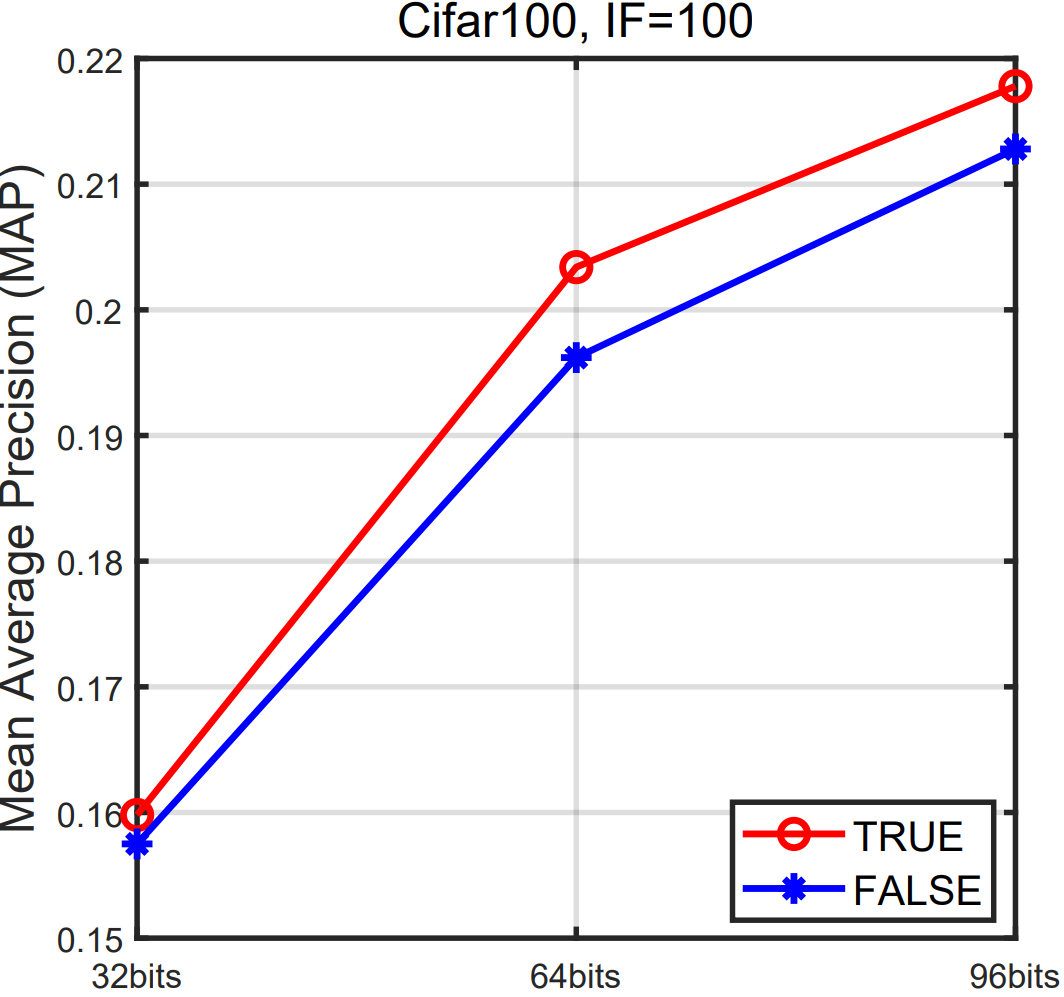 Cifar100, IF=100
Mean Average Precision (MAP)
0.22
0.21
0.2
0.19
0.18
0.17
0.16
0.15
32bits
64bits
96bits
TRUE
FALSE